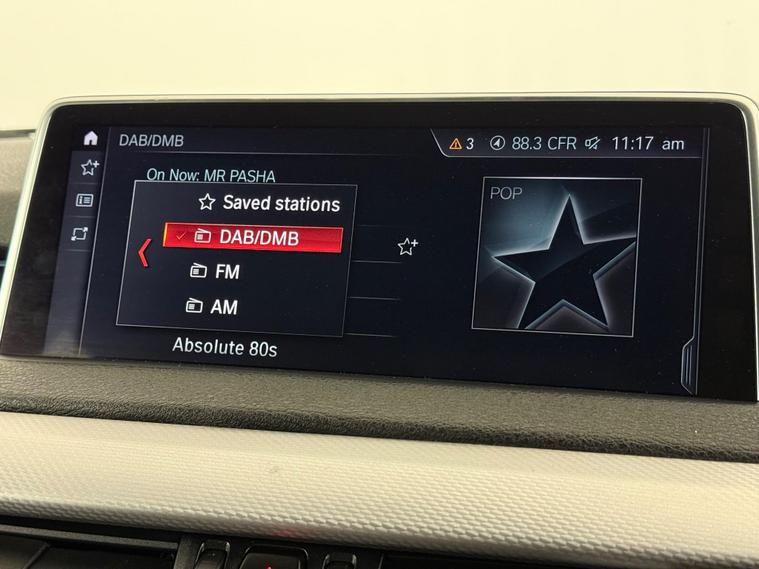 DAB/DMB
3 88.3 CFR 11:17 am
On Now: MR PASHA
POP
Saved stations
DAB/DMB
FM
AM
Absolute 80s